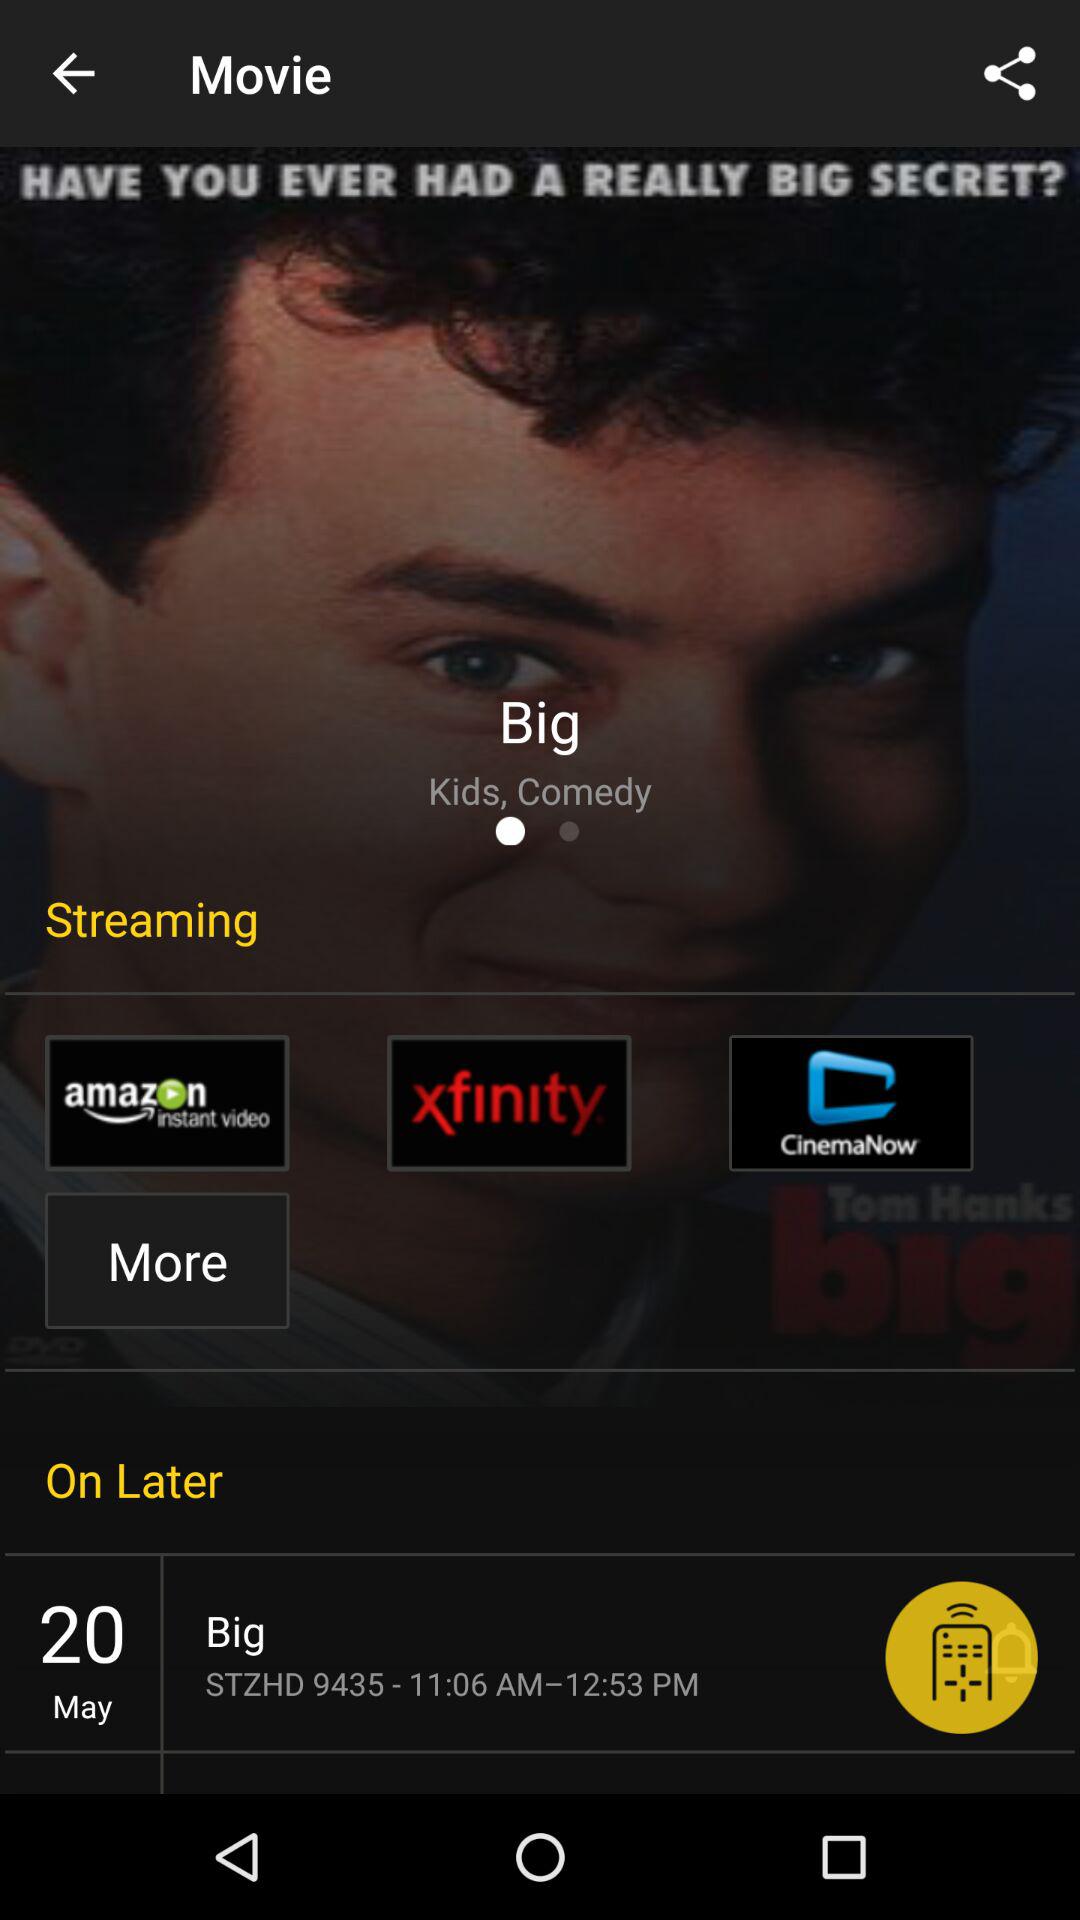 Movie
HAVE YOU EVER HAD A REALLY BIG SECRET?
Big
Kids, Comedy
Streaming
amazon instant video
xfinity
CinemaNow
Tom Hanks
big
More
DVD
On Later
20
May
Big
STZHD 9435 - 11:06 AM–12:53 PM